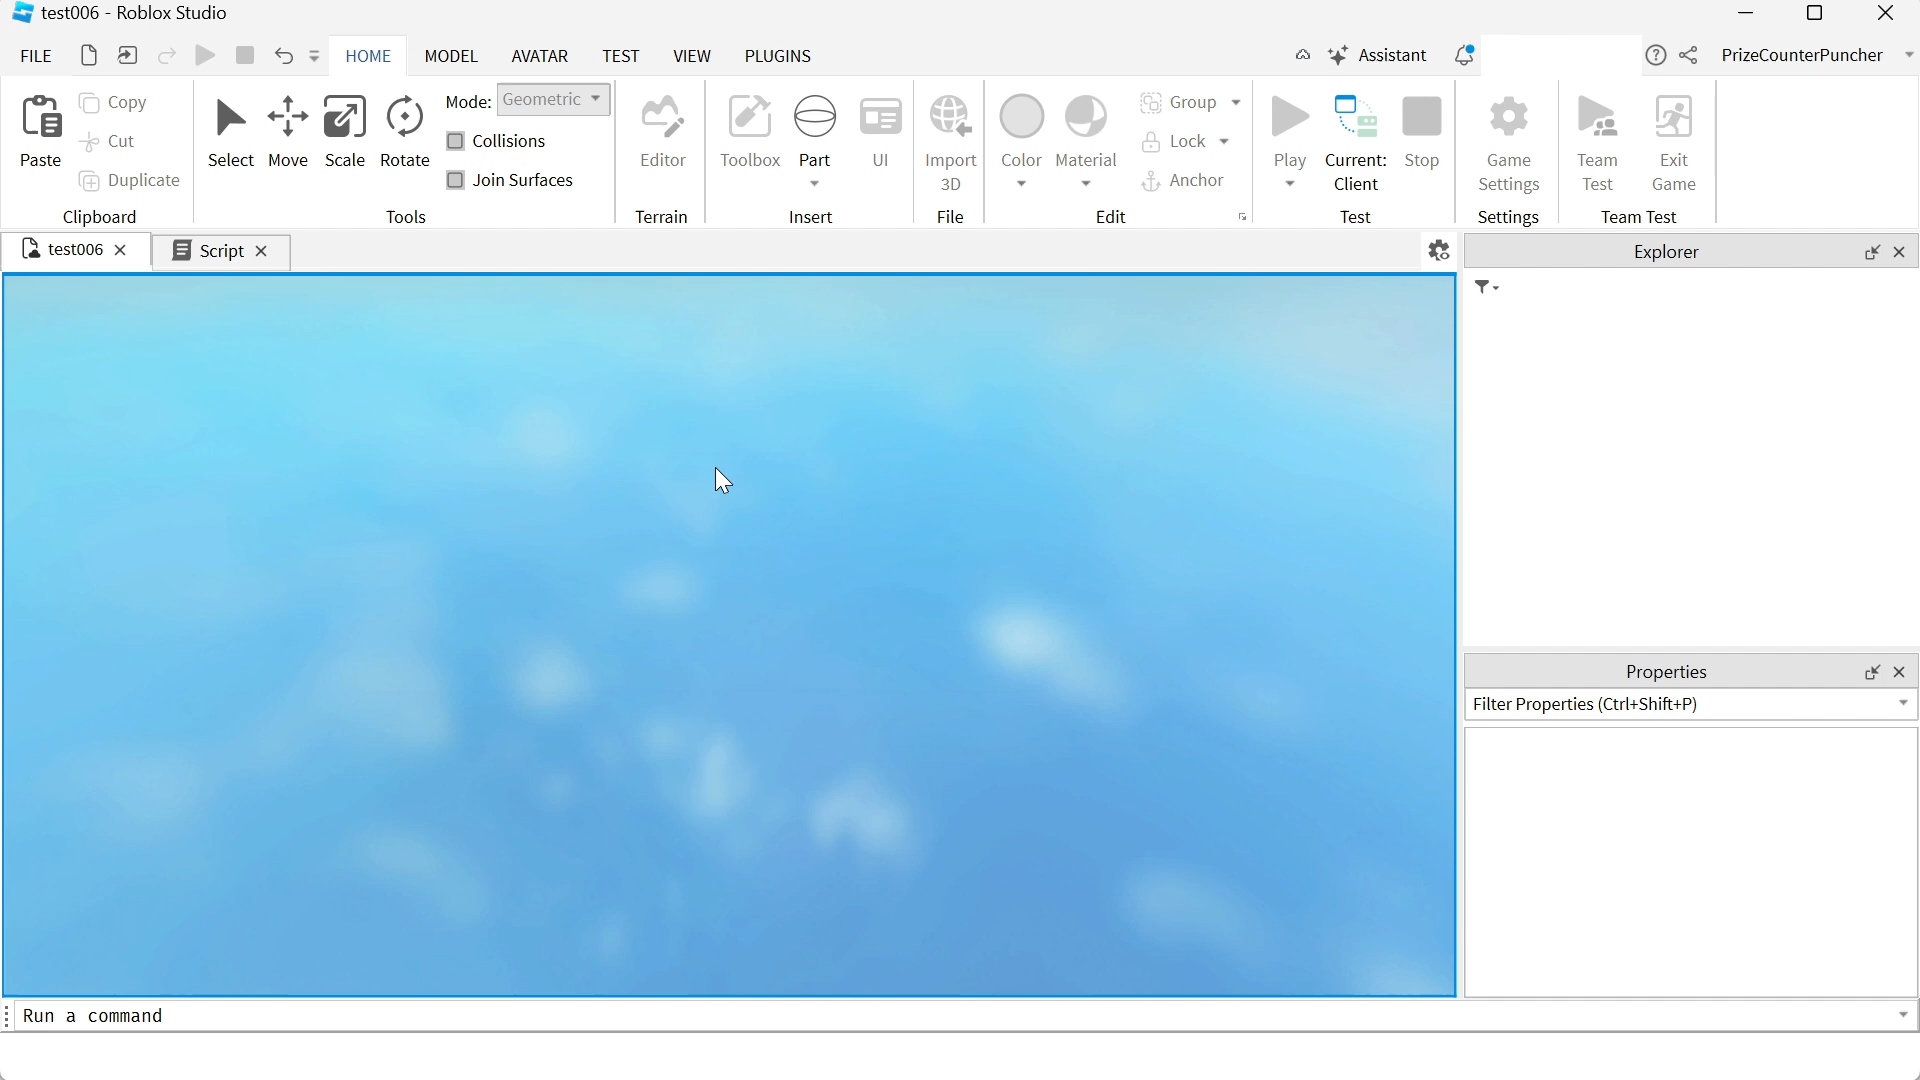 test006 - Roblox Studio
FILE HOME MODEL AVATAR TEST VIEW PLUGINS Assistant PrizeCounterPuncher
Paste
Copy
Cut
Duplicate
Clipboard
Select Move Scale Rotate
Mode: Geometric
Collisions
Join Surfaces
Tools
Editor
Terrain
Toolbox Part UI
Insert
Import
3D
File
Color Material
Group
Lock
Anchor
Edit
Play
Current:
Client
Stop
Test
Game
Settings
Settings
Team
Test
Exit
Game
Team Test
test006 Script
Explorer
Properties
Filter Properties (Ctrl+Shift+P)
Run a command